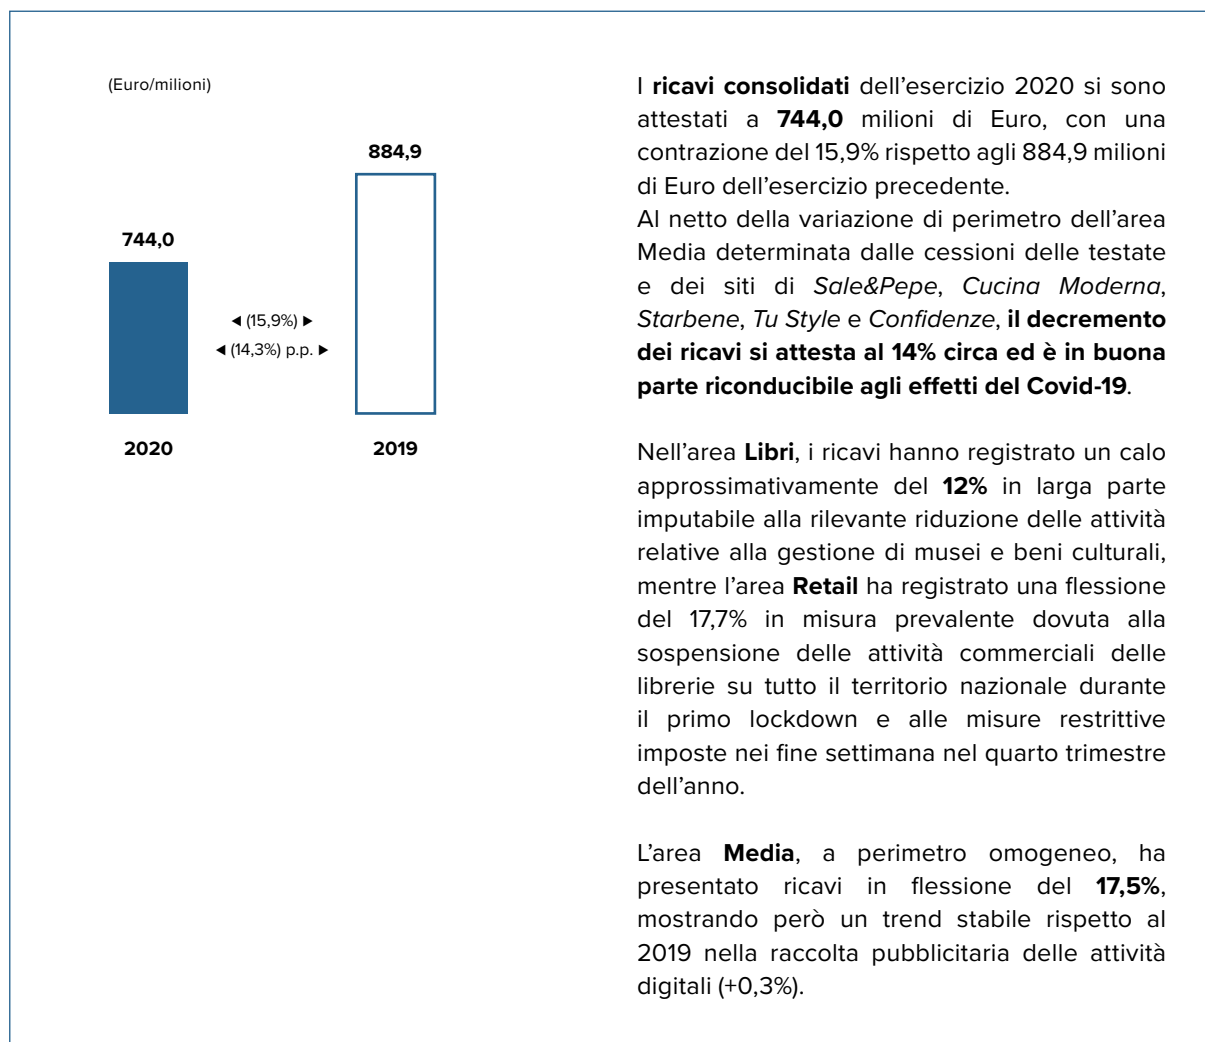 (Euro/milioni)
884,9
744,0
◄ (15,9%) ►
◄ (14,3%) p.p. ►
2020
2019
I ricavi consolidati dell’esercizio 2020 si sono
attestati a 744,0 milioni di Euro, con una
contrazione del 15,9% rispetto agli 884,9 milioni
di Euro dell’esercizio precedente.
Al netto della variazione di perimetro dell’area
Media determinata dalle cessioni delle testate
e dei siti di Sale&Pepe, Cucina Moderna,
Starbene, Tu Style e Confidenze, il decremento
dei ricavi si attesta al 14% circa ed è in buona
parte riconducibile agli effetti del Covid-19.
Nell’area Libri, i ricavi hanno registrato un calo
approssimativamente del 12% in larga parte
imputabile alla rilevante riduzione delle attività
relative alla gestione di musei e beni culturali,
mentre l’area Retail ha registrato una flessione
del 17,7% in misura prevalente dovuta alla
sospensione delle attività commerciali delle
librerie su tutto il territorio nazionale durante
il primo lockdown e alle misure restrittive
imposte nei fine settimana nel quarto trimestre
dell’anno.
L’area Media, a perimetro omogeneo, ha
presentato ricavi in flessione del 17,5%,
mostrando però un trend stabile rispetto al
2019 nella raccolta pubblicitaria delle attività
digitali (+0,3%).